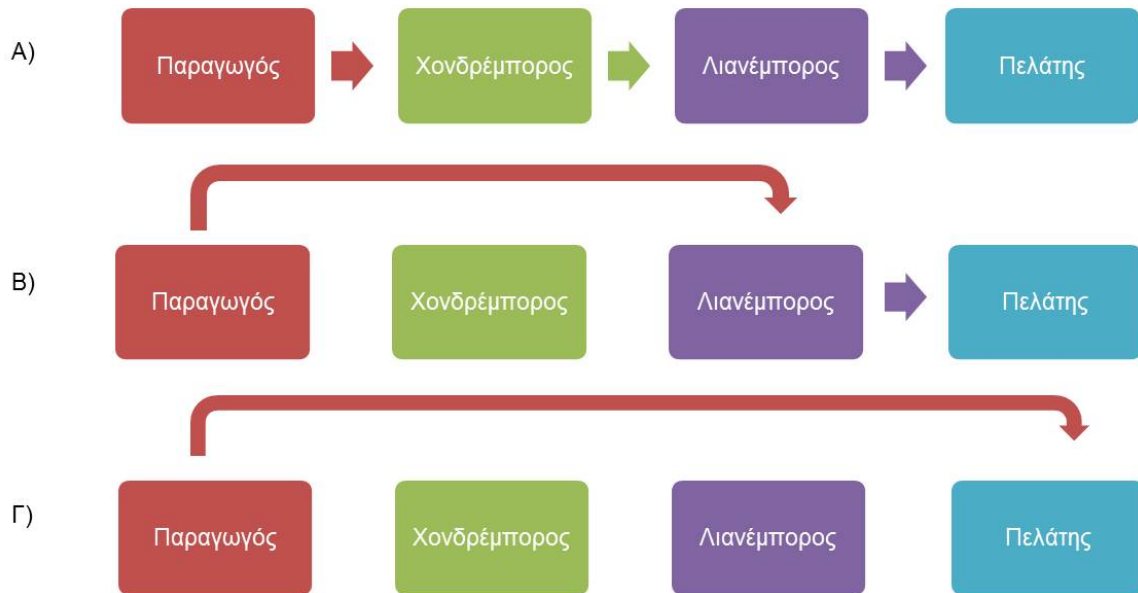 Α)
Παραγωγός
Χονδρέμπορος
Λιανέμπορος
Πελάτης
Β)
Παραγωγός
Χονδρέμπορος
Λιανέμπορος
Πελάτης
Γ)
Παραγωγός
Χονδρέμπορος
Λιανέμπορος
Πελάτης